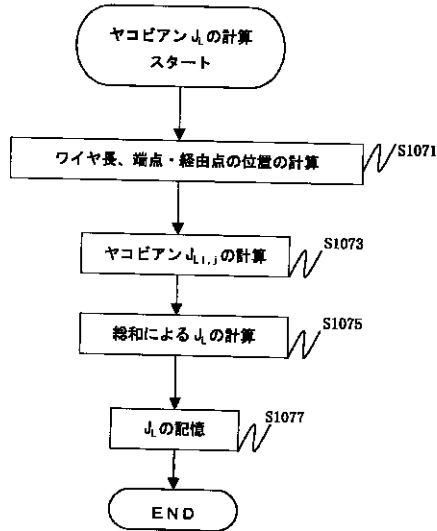 ヤコビアン JLの計算
スタート
ワイヤ長、端点・経由点の位置の計算
S1071
ヤコビアン JLi,jの計算
S1073
総和による JLの計算
S1075
JLの記憶
S1077
END